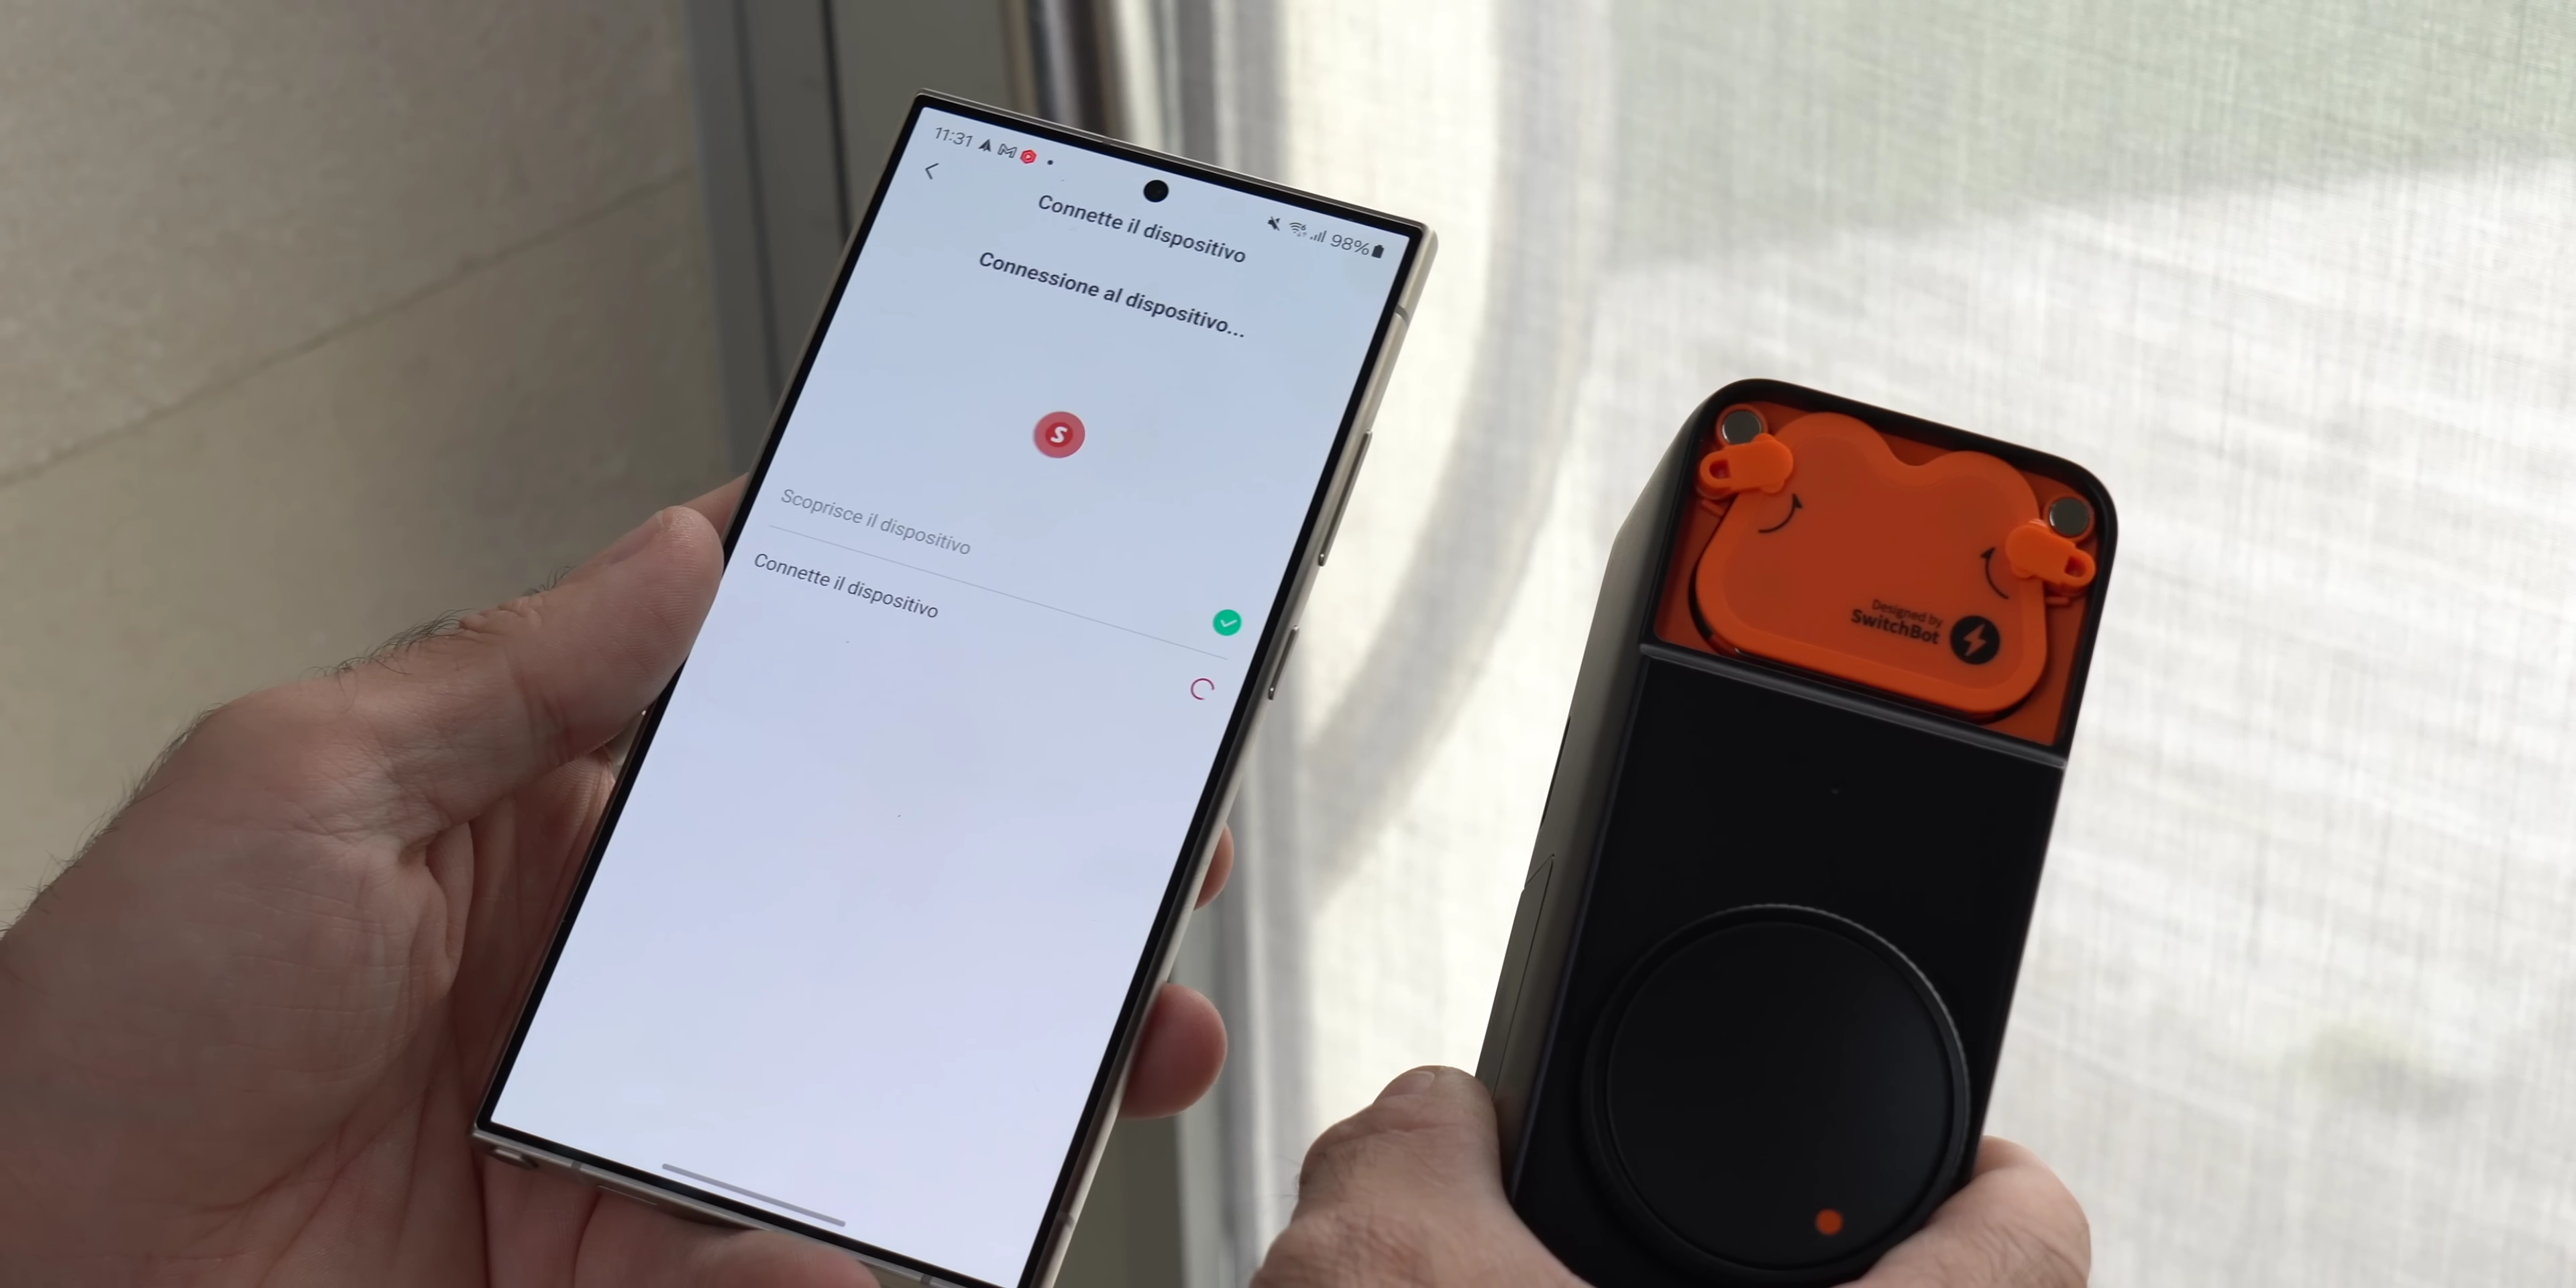 11:31
98%
Connette il dispositivo
Connessione al dispositivo...
S
Scoprisce il dispositivo
Connette il dispositivo
Designed by
SwitchBot